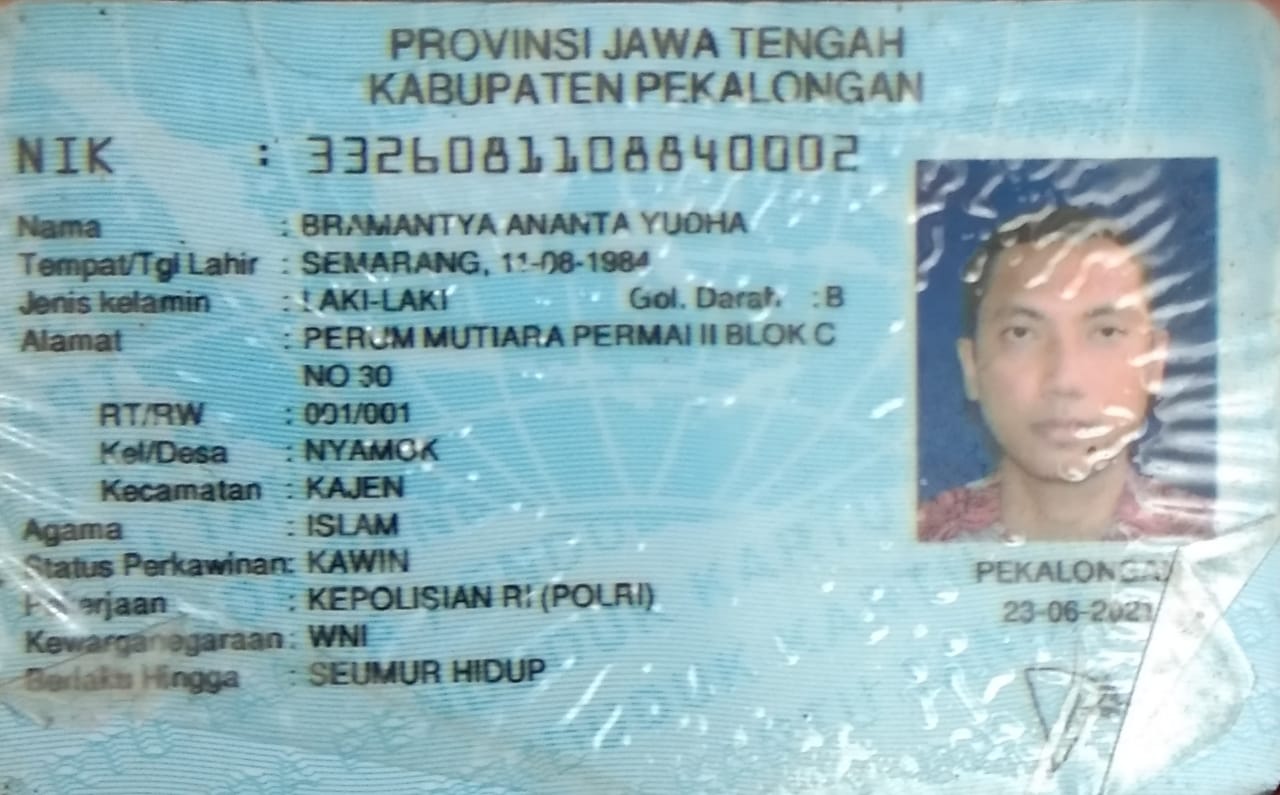 PROVINSI JAWA TENGAH
KABUPATEN PEKALONGAN
NIK : 3326081108840002
Nama : BRAMANTYA ANANTA YUDHA
Tempat/Tgl Lahir : SEMARANG, 11-08-1984
Jenis kelamin : LAKI-LAKI Gol. Darah : B
Alamat : PERUM MUTIARA PERMAI II BLOK C
NO 30
RT/RW : 001/001
Kel/Desa : NYAMOK
Kecamatan : KAJEN
Agama : ISLAM
Status Perkawinan: KAWIN
Pekerjaan : KEPOLISIAN RI (POLRI)
Kewarganegaraan: WNI
Berlaku Hingga : SEUMUR HIDUP
PEKALONGAN
23-06-2021